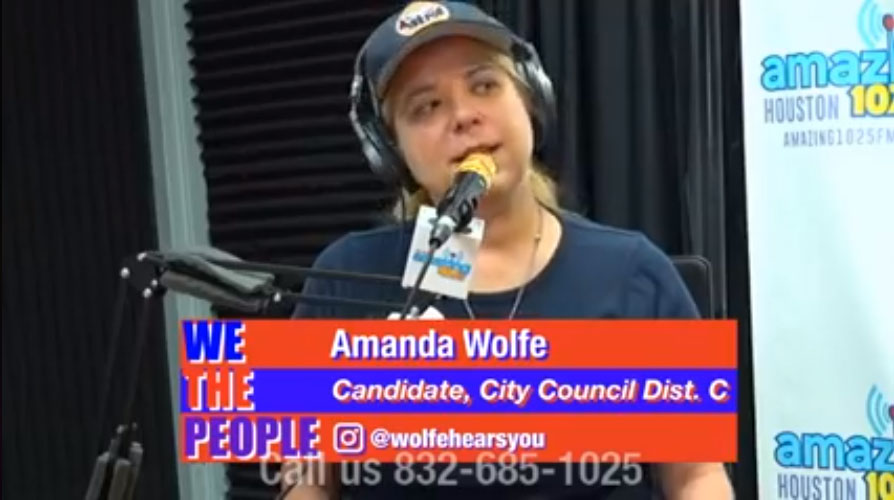 amazi
HOUSTON 102
AMAZING1025FM
WE
THE
PEOPLE
Amanda Wolfe
Candidate, City Council Dist. C
@wolfehearsyou
Call us 832-685-1025
amazi
HOUSTON 10